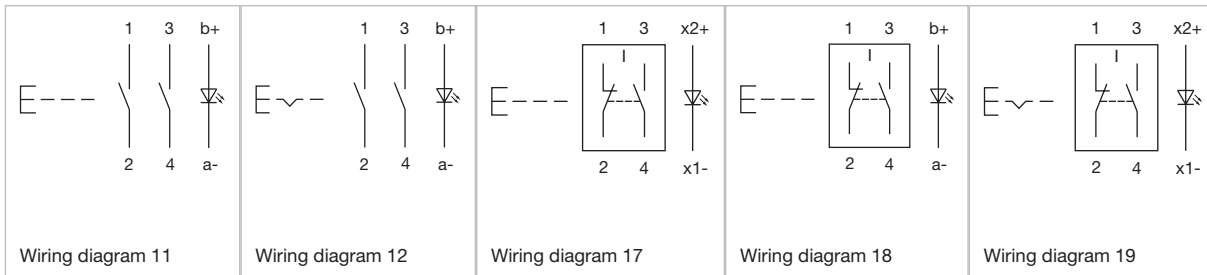 1 3 b+
2 4 a-
Wiring diagram 11
1 3 b+
2 4 a-
Wiring diagram 12
1 3 x2+
I
2 4 x1-
Wiring diagram 17
1 3 b+
I
2 4 a-
Wiring diagram 18
1 3 x2+
I
2 4 x1-
Wiring diagram 19